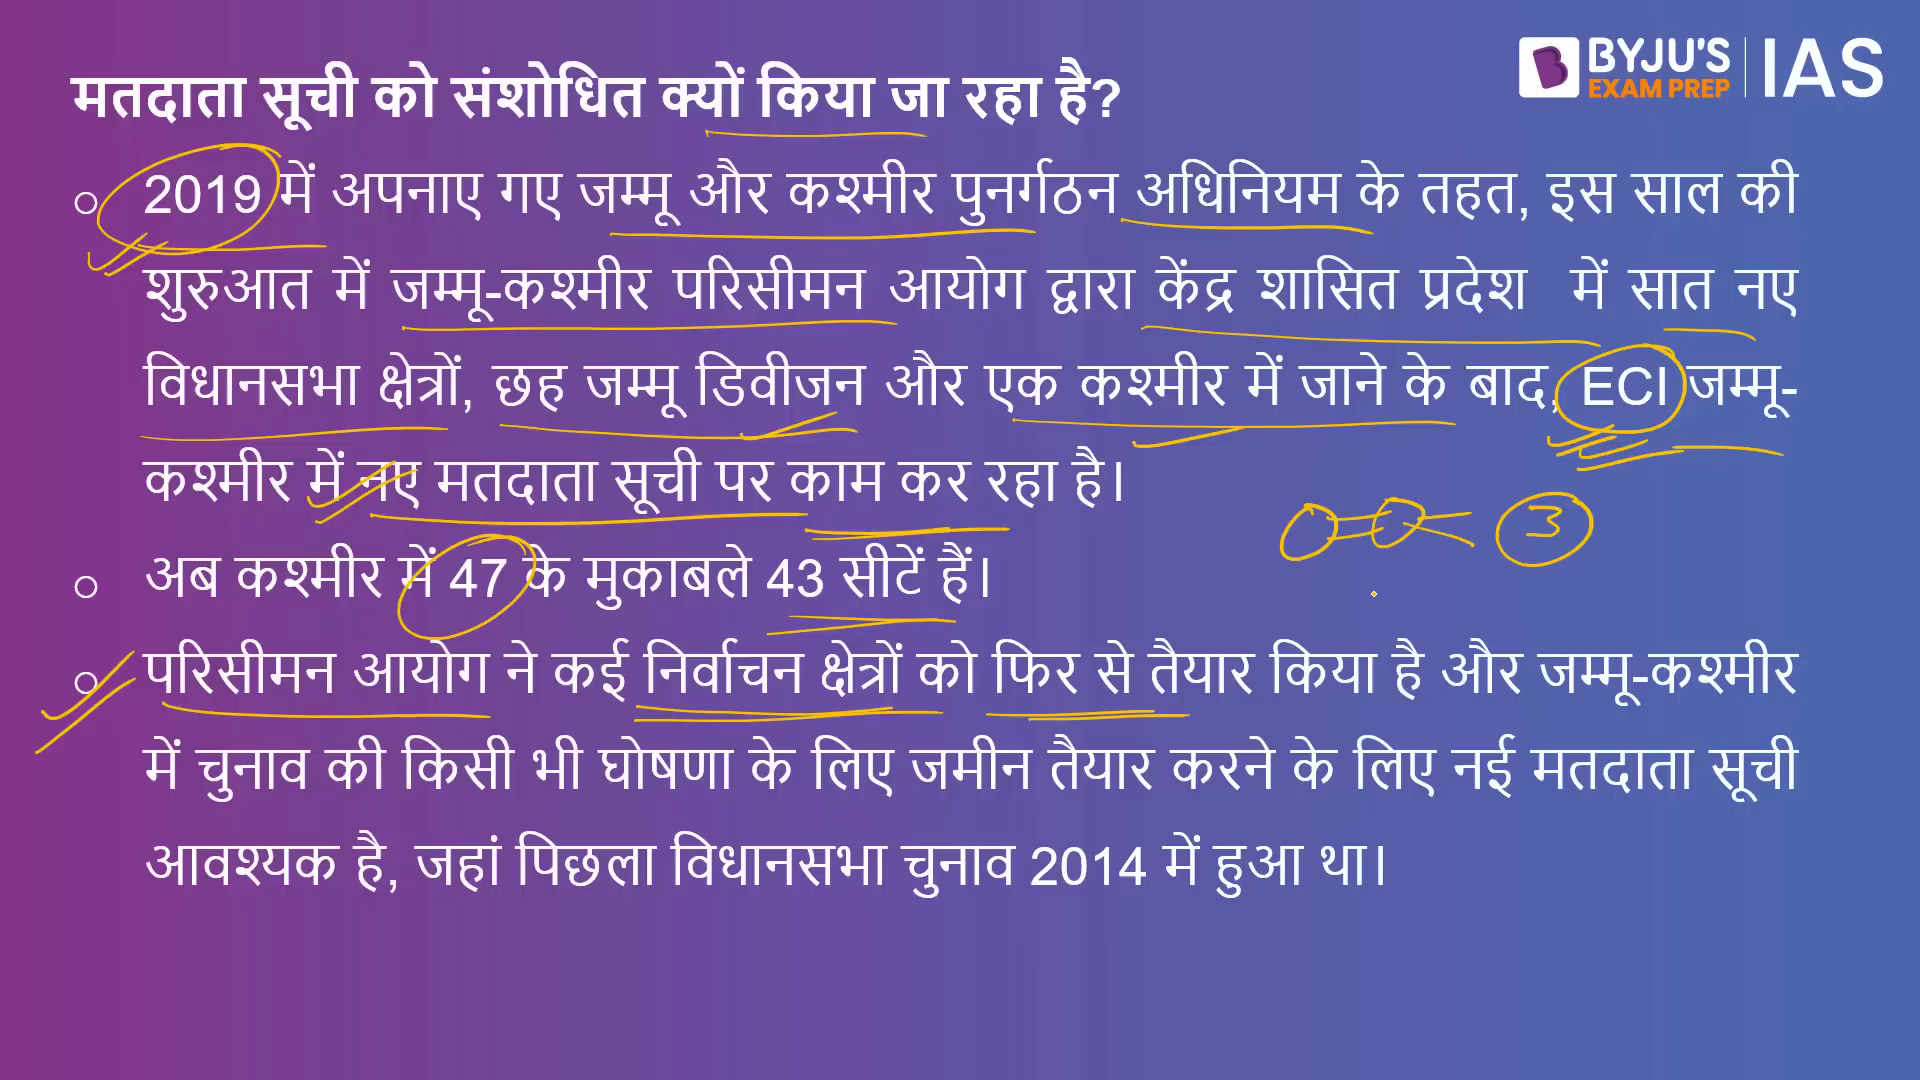 BYJU'S
EXAM PREP
IAS
मतदाता सूची को संशोधित क्यों किया जा रहा है?
2019 में अपनाए गए जम्मू और कश्मीर पुनर्गठन अधिनियम के तहत, इस साल की
शुरुआत में जम्मू-कश्मीर परिसीमन आयोग द्वारा केंद्र शासित प्रदेश में सात नए
विधानसभा क्षेत्रों, छह जम्मू डिवीजन और एक कश्मीर में जाने के बाद, ECI जम्मू-
कश्मीर में नए मतदाता सूची पर काम कर रहा है।
3
अब कश्मीर में 47 के मुकाबले 43 सीटें हैं।
परिसीमन आयोग ने कई निर्वाचन क्षेत्रों को फिर से तैयार किया है और जम्मू-कश्मीर
में चुनाव की किसी भी घोषणा के लिए जमीन तैयार करने के लिए नई मतदाता सूची
आवश्यक है, जहां पिछला विधानसभा चुनाव 2014 में हुआ था।